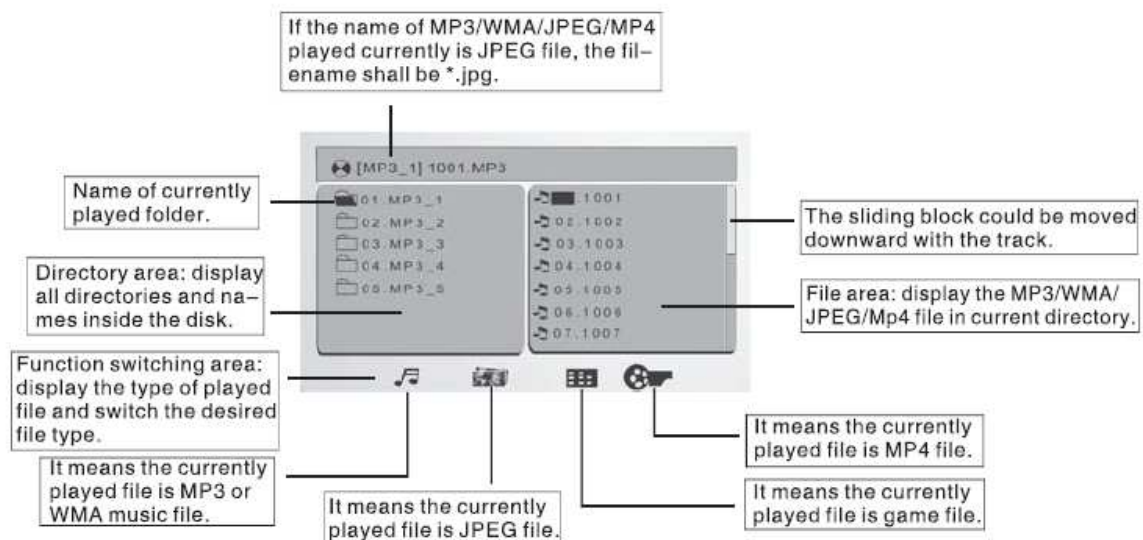 If the name of MP3/WMA/JPEG/MP4
played currently is JPEG file, the fil-
ename shall be *.jpg.
[MP3_1] 1001.MP3
Name of currently
played folder.
01.MP3_1
02.MP3_2
03.MP3_3
04.MP3_4
05.MP3_5
.1001
02.1002
03.1003
04.1004
05.1005
06.1006
07.1007
The sliding block could be moved
downward with the track.
Directory area: display
all directories and na-
mes inside the disk.
File area: display the MP3/WMA/
JPEG/Mp4 file in current directory.
Function switching area:
display the type of played
file and switch the desired
file type.
It means the currently
played file is MP3 or
WMA music file.
It means the currently
played file is JPEG file.
It means the currently
played file is MP4 file.
It means the currently
played file is game file.